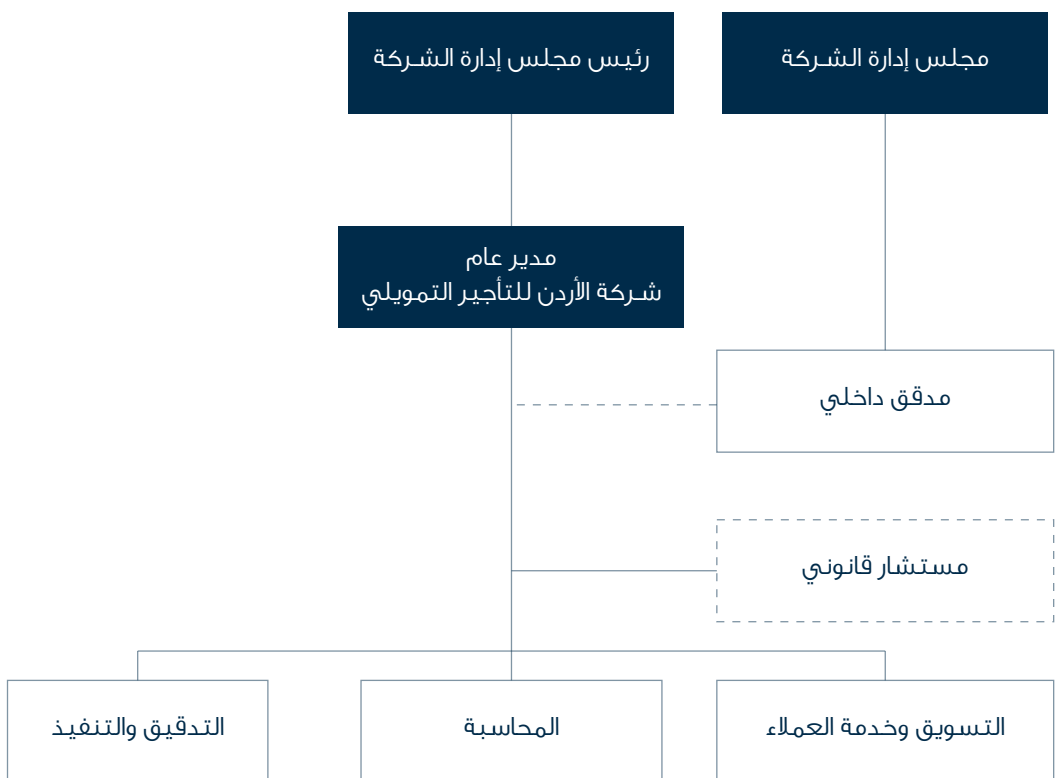 مجلس إدارة الشركة
رئيس مجلس إدارة الشركة
مدير عام
شركة الأردن للتأجير التمويلي
مدقق داخلي
مستشار قانوني
التسويق وخدمة العملاء
المحاسبة
التدقيق والتنفيذ